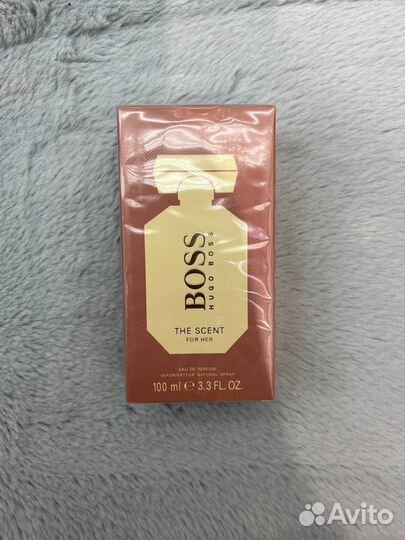 BOSS
HUGO BOSS
THE SCENT
FOR HER
EAU DE PARFUM
VAPORISATEUR NATURAL SPRAY
100 ml ℮ 3.3 FL. OZ.
Avito